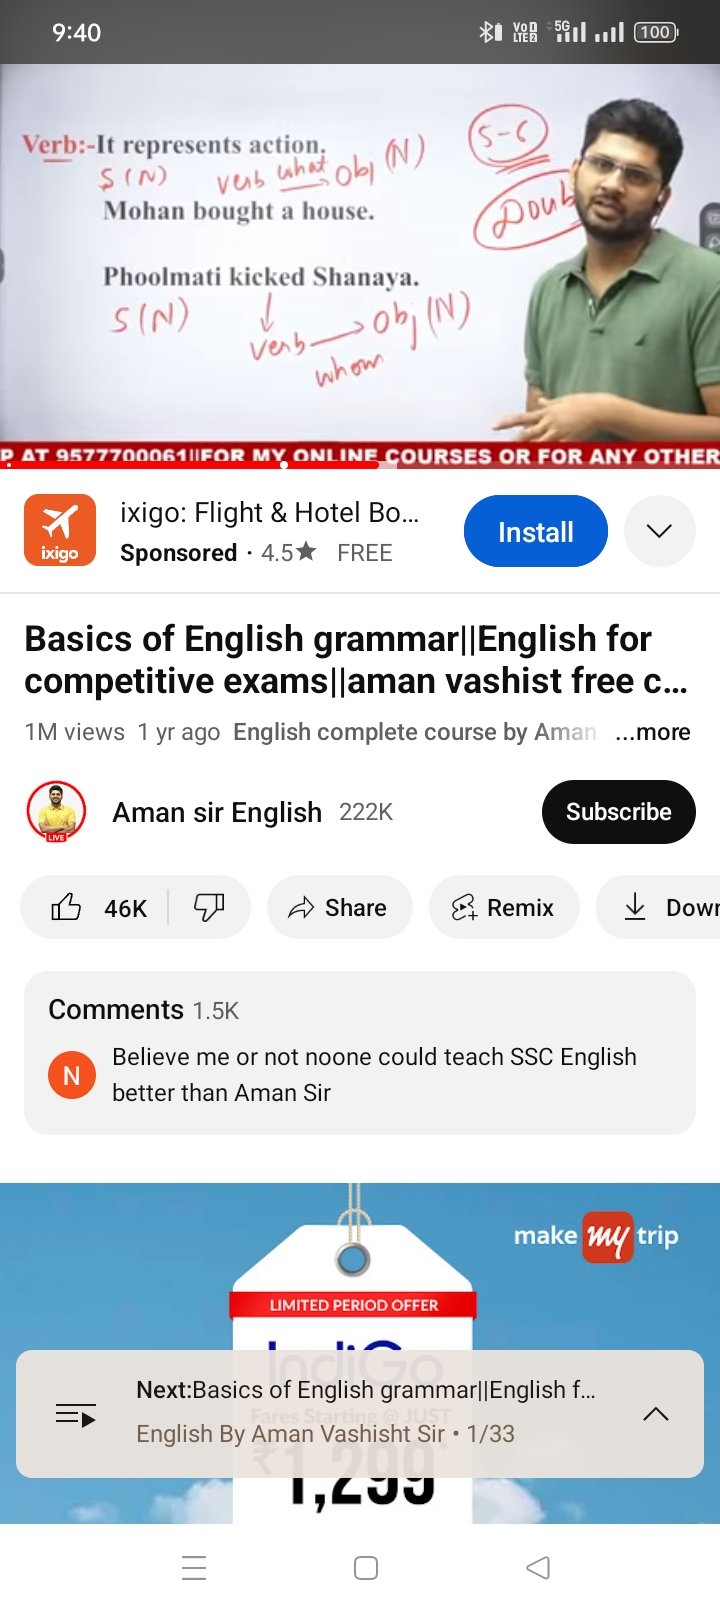 9:40
VoD LTE2 5G 100
Verb:-It represents action.
S (N) verb what obj (N)
S-C
Doub
Mohan bought a house.
Phoolmati kicked Shanaya.
S (N) verb obj (N)
whom
P AT 9577700061||FOR MY ONLINE COURSES OR FOR ANY OTHER
ixigo
ixigo: Flight & Hotel Bo...
Sponsored · 4.5★ FREE
Install
Basics of English grammar||English for
competitive exams||aman vashist free c...
1M views 1 yr ago English complete course by Aman ...more
LIVE
Aman sir English 222K
Subscribe
46K
Share
Remix
Down
Comments 1.5K
N
Believe me or not noone could teach SSC English
better than Aman Sir
make my trip
LIMITED PERIOD OFFER
IndiGo
Next:Basics of English grammar||English f...
Fares Starting @ JUST
English By Aman Vashisht Sir • 1/33
₹1,299*